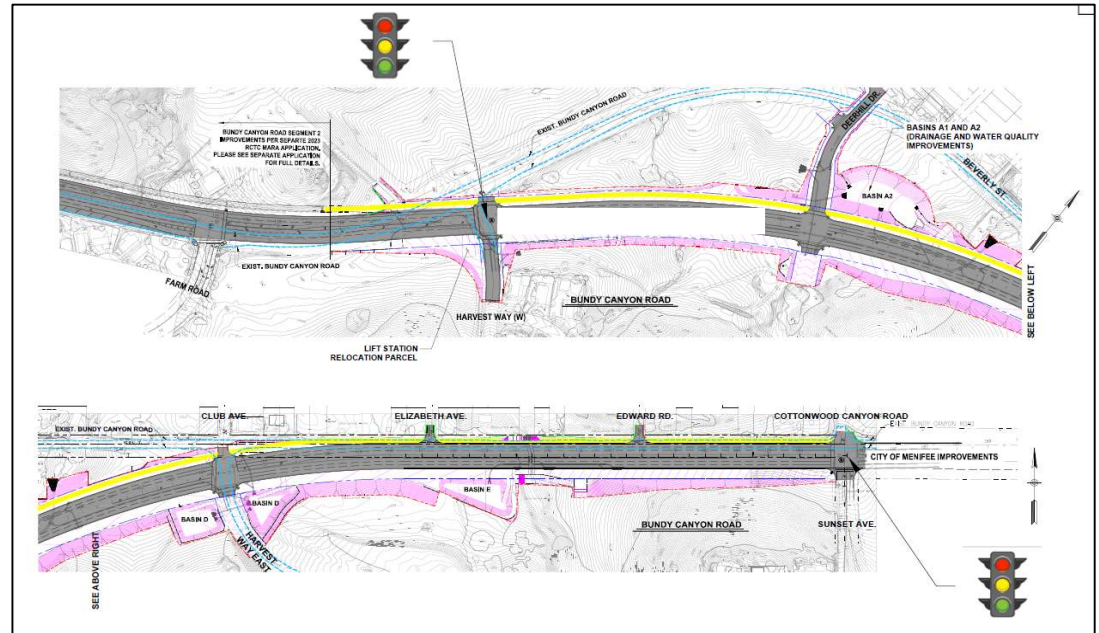 BUNDY CANYON ROAD SEGMENT 2
IMPROVEMENTS PER SEPARTE 2023
RCTC MARA APPLICATION.
PLEASE SEE SEPARATE APPLICATION
FOR FULL DETAILS.
EXIST. BUNDY CANYON ROAD
DEERHILL DR.
BASINS A1 AND A2
(DRAINAGE AND WATER QUALITY
IMPROVEMENTS)
BEVERLY ST.
BASIN A2
EXIST. BUNDY CANYON ROAD
FARM ROAD
HARVEST WAY (W)
BUNDY CANYON ROAD
LIFT STATION
RELOCATION PARCEL
SEE BELOW LEFT
CLUB AVE.
ELIZABETH AVE.
EDWARD RD.
COTTONWOOD CANYON ROAD
EXIST. BUNDY CANYON ROAD
CITY OF MENIFEE IMPROVEMENTS
BASIN D
BASIN D
BASIN E
BUNDY CANYON ROAD
SUNSET AVE.
HARVEST
WAY EAST
SEE ABOVE RIGHT